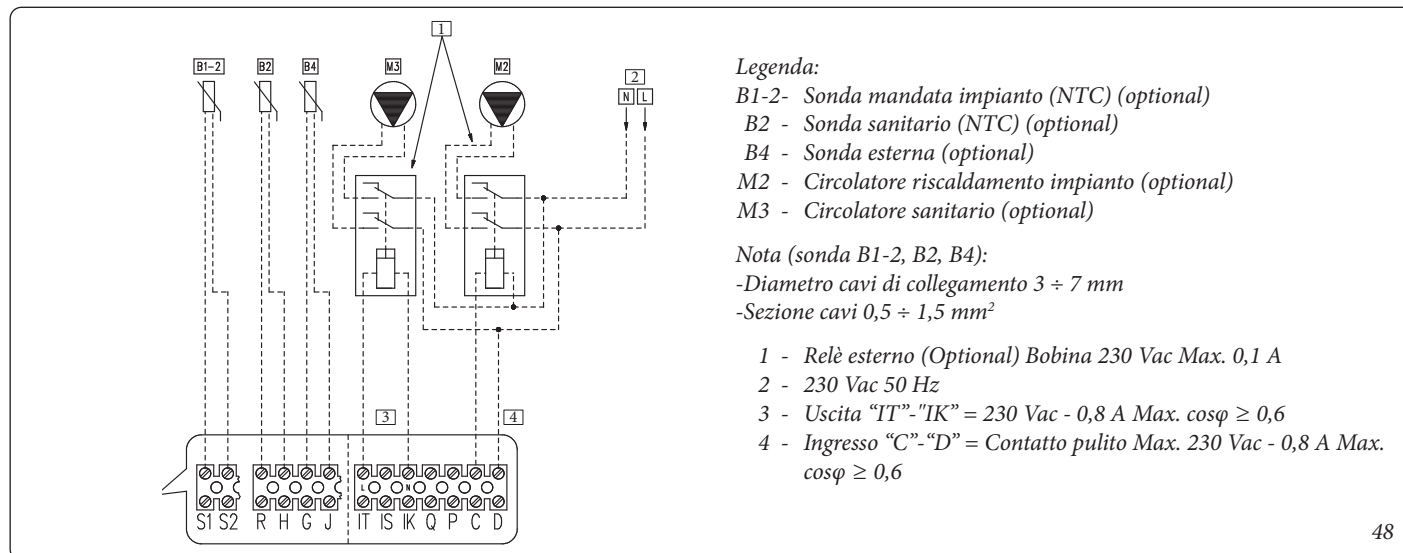 1
B1-2 B2 B4 M3 M2
2
N L
3 4
L N
S1 S2 R H G J IT IS IK Q P C D
Legenda:
B1-2- Sonda mandata impianto (NTC) (optional)
B2 - Sonda sanitario (NTC) (optional)
B4 - Sonda esterna (optional)
M2 - Circolatore riscaldamento impianto (optional)
M3 - Circolatore sanitario (optional)
Nota (sonda B1-2, B2, B4):
-Diametro cavi di collegamento 3 ÷ 7 mm
-Sezione cavi 0,5 ÷ 1,5 mm²
1 - Relè esterno (Optional) Bobina 230 Vac Max. 0,1 A
2 - 230 Vac 50 Hz
3 - Uscita “IT”-"IK” = 230 Vac - 0,8 A Max. cosφ ≥ 0,6
4 - Ingresso “C”-“D” = Contatto pulito Max. 230 Vac - 0,8 A Max.
cosφ ≥ 0,6
48